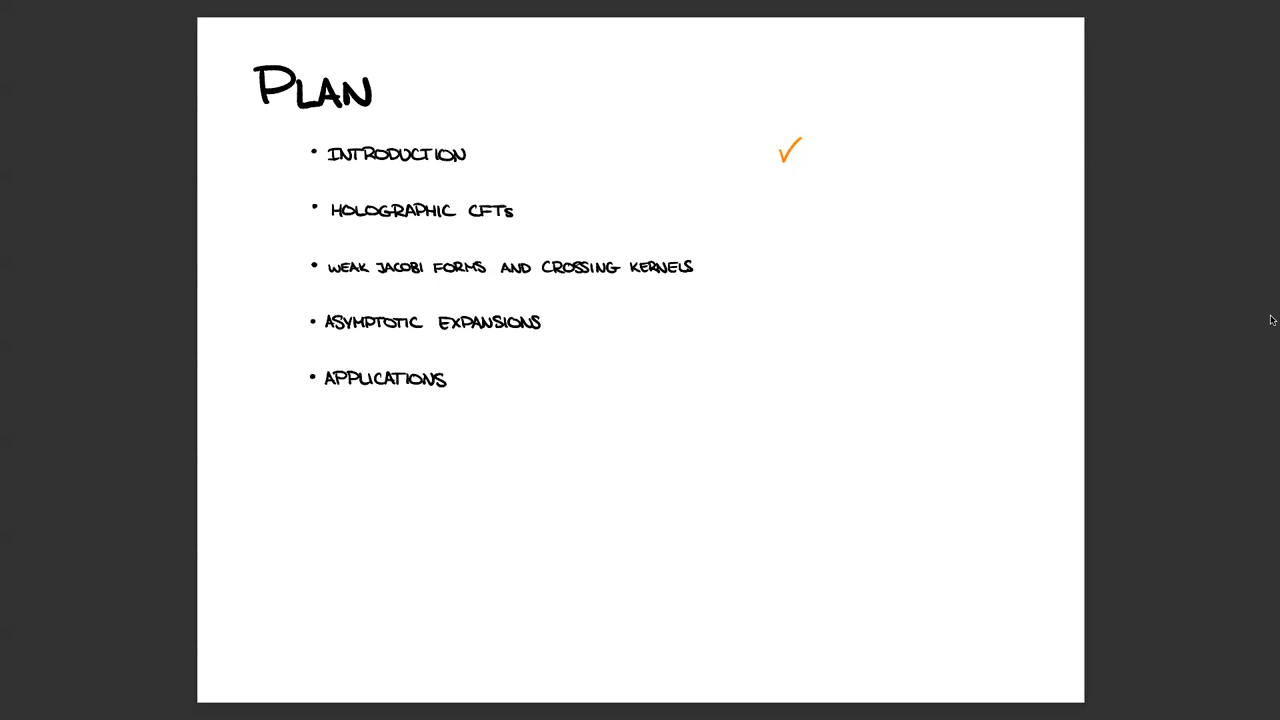 PLAN
• INTRODUCTION ✓
• HOLOGRAPHIC CFTs
• WEAK JACOBI FORMS AND CROSSING KERNELS
• ASYMPTOTIC EXPANSIONS
• APPLICATIONS